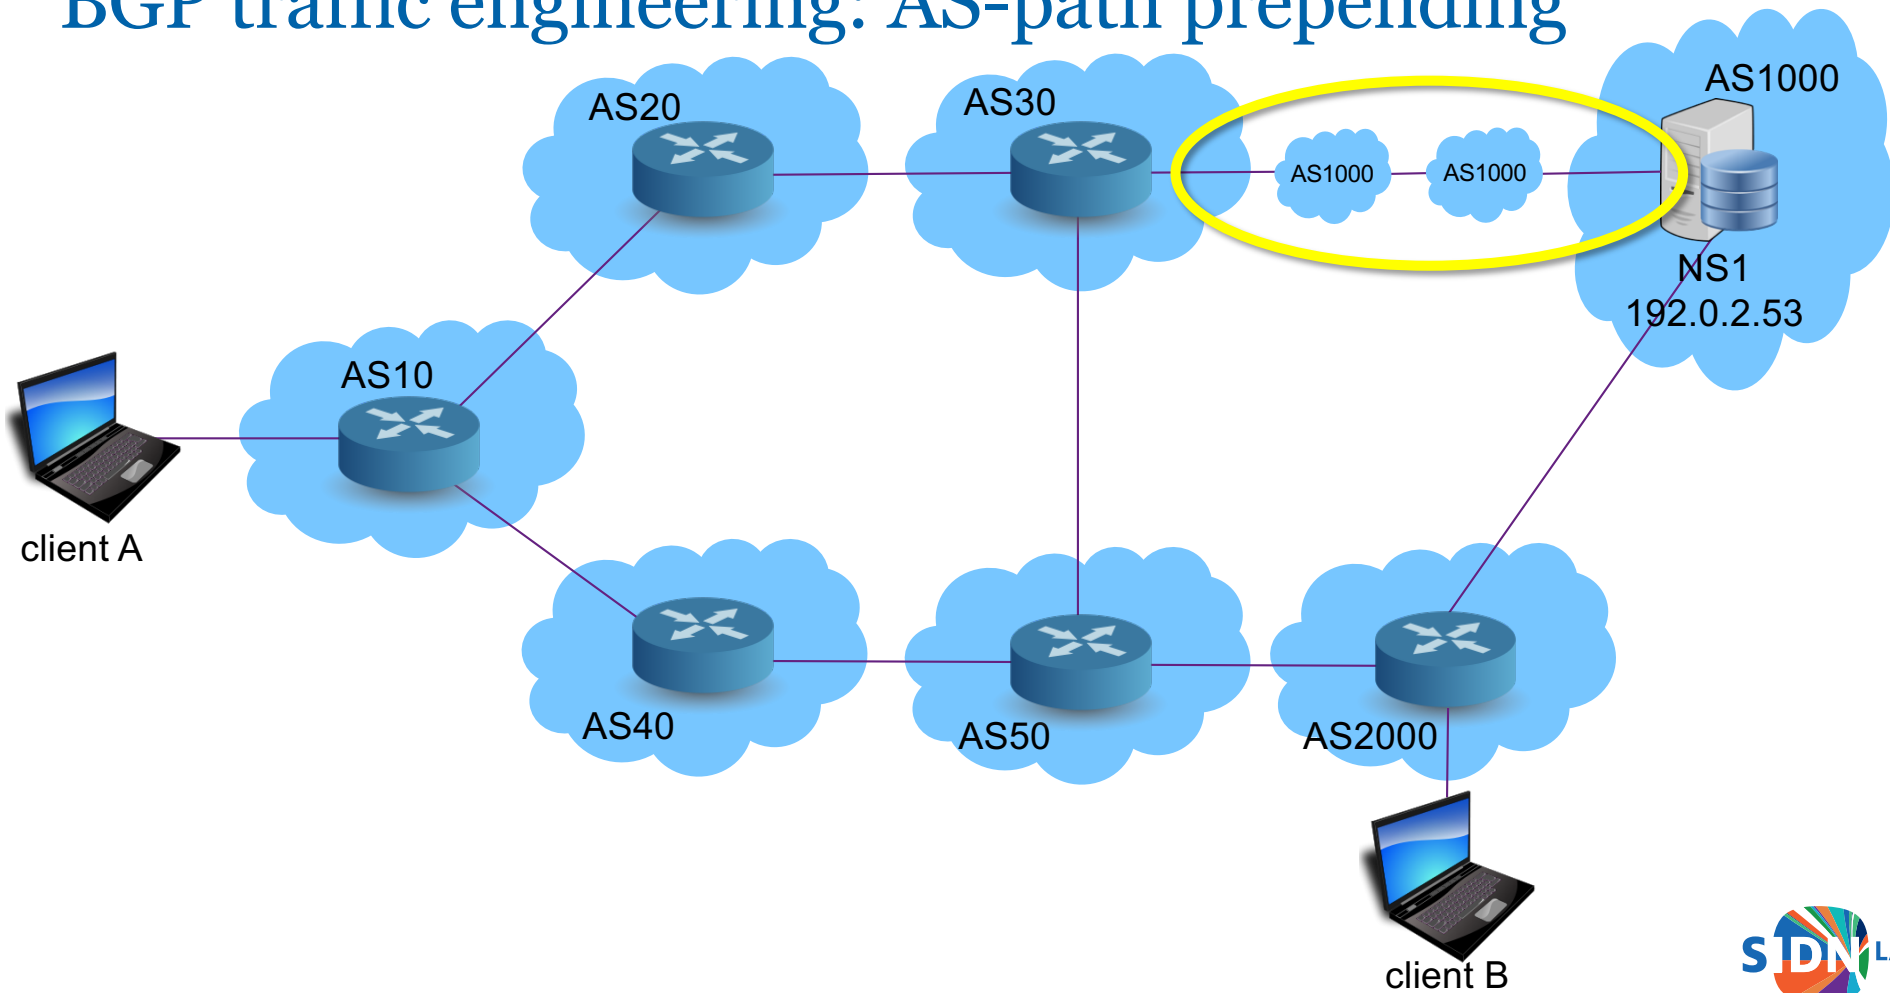 BGP traffic engineering: AS-path prepending
AS1000
AS20
AS30
AS1000
AS1000
NS1
192.0.2.53
AS10
client A
AS40
AS50
AS2000
client B
SIDN